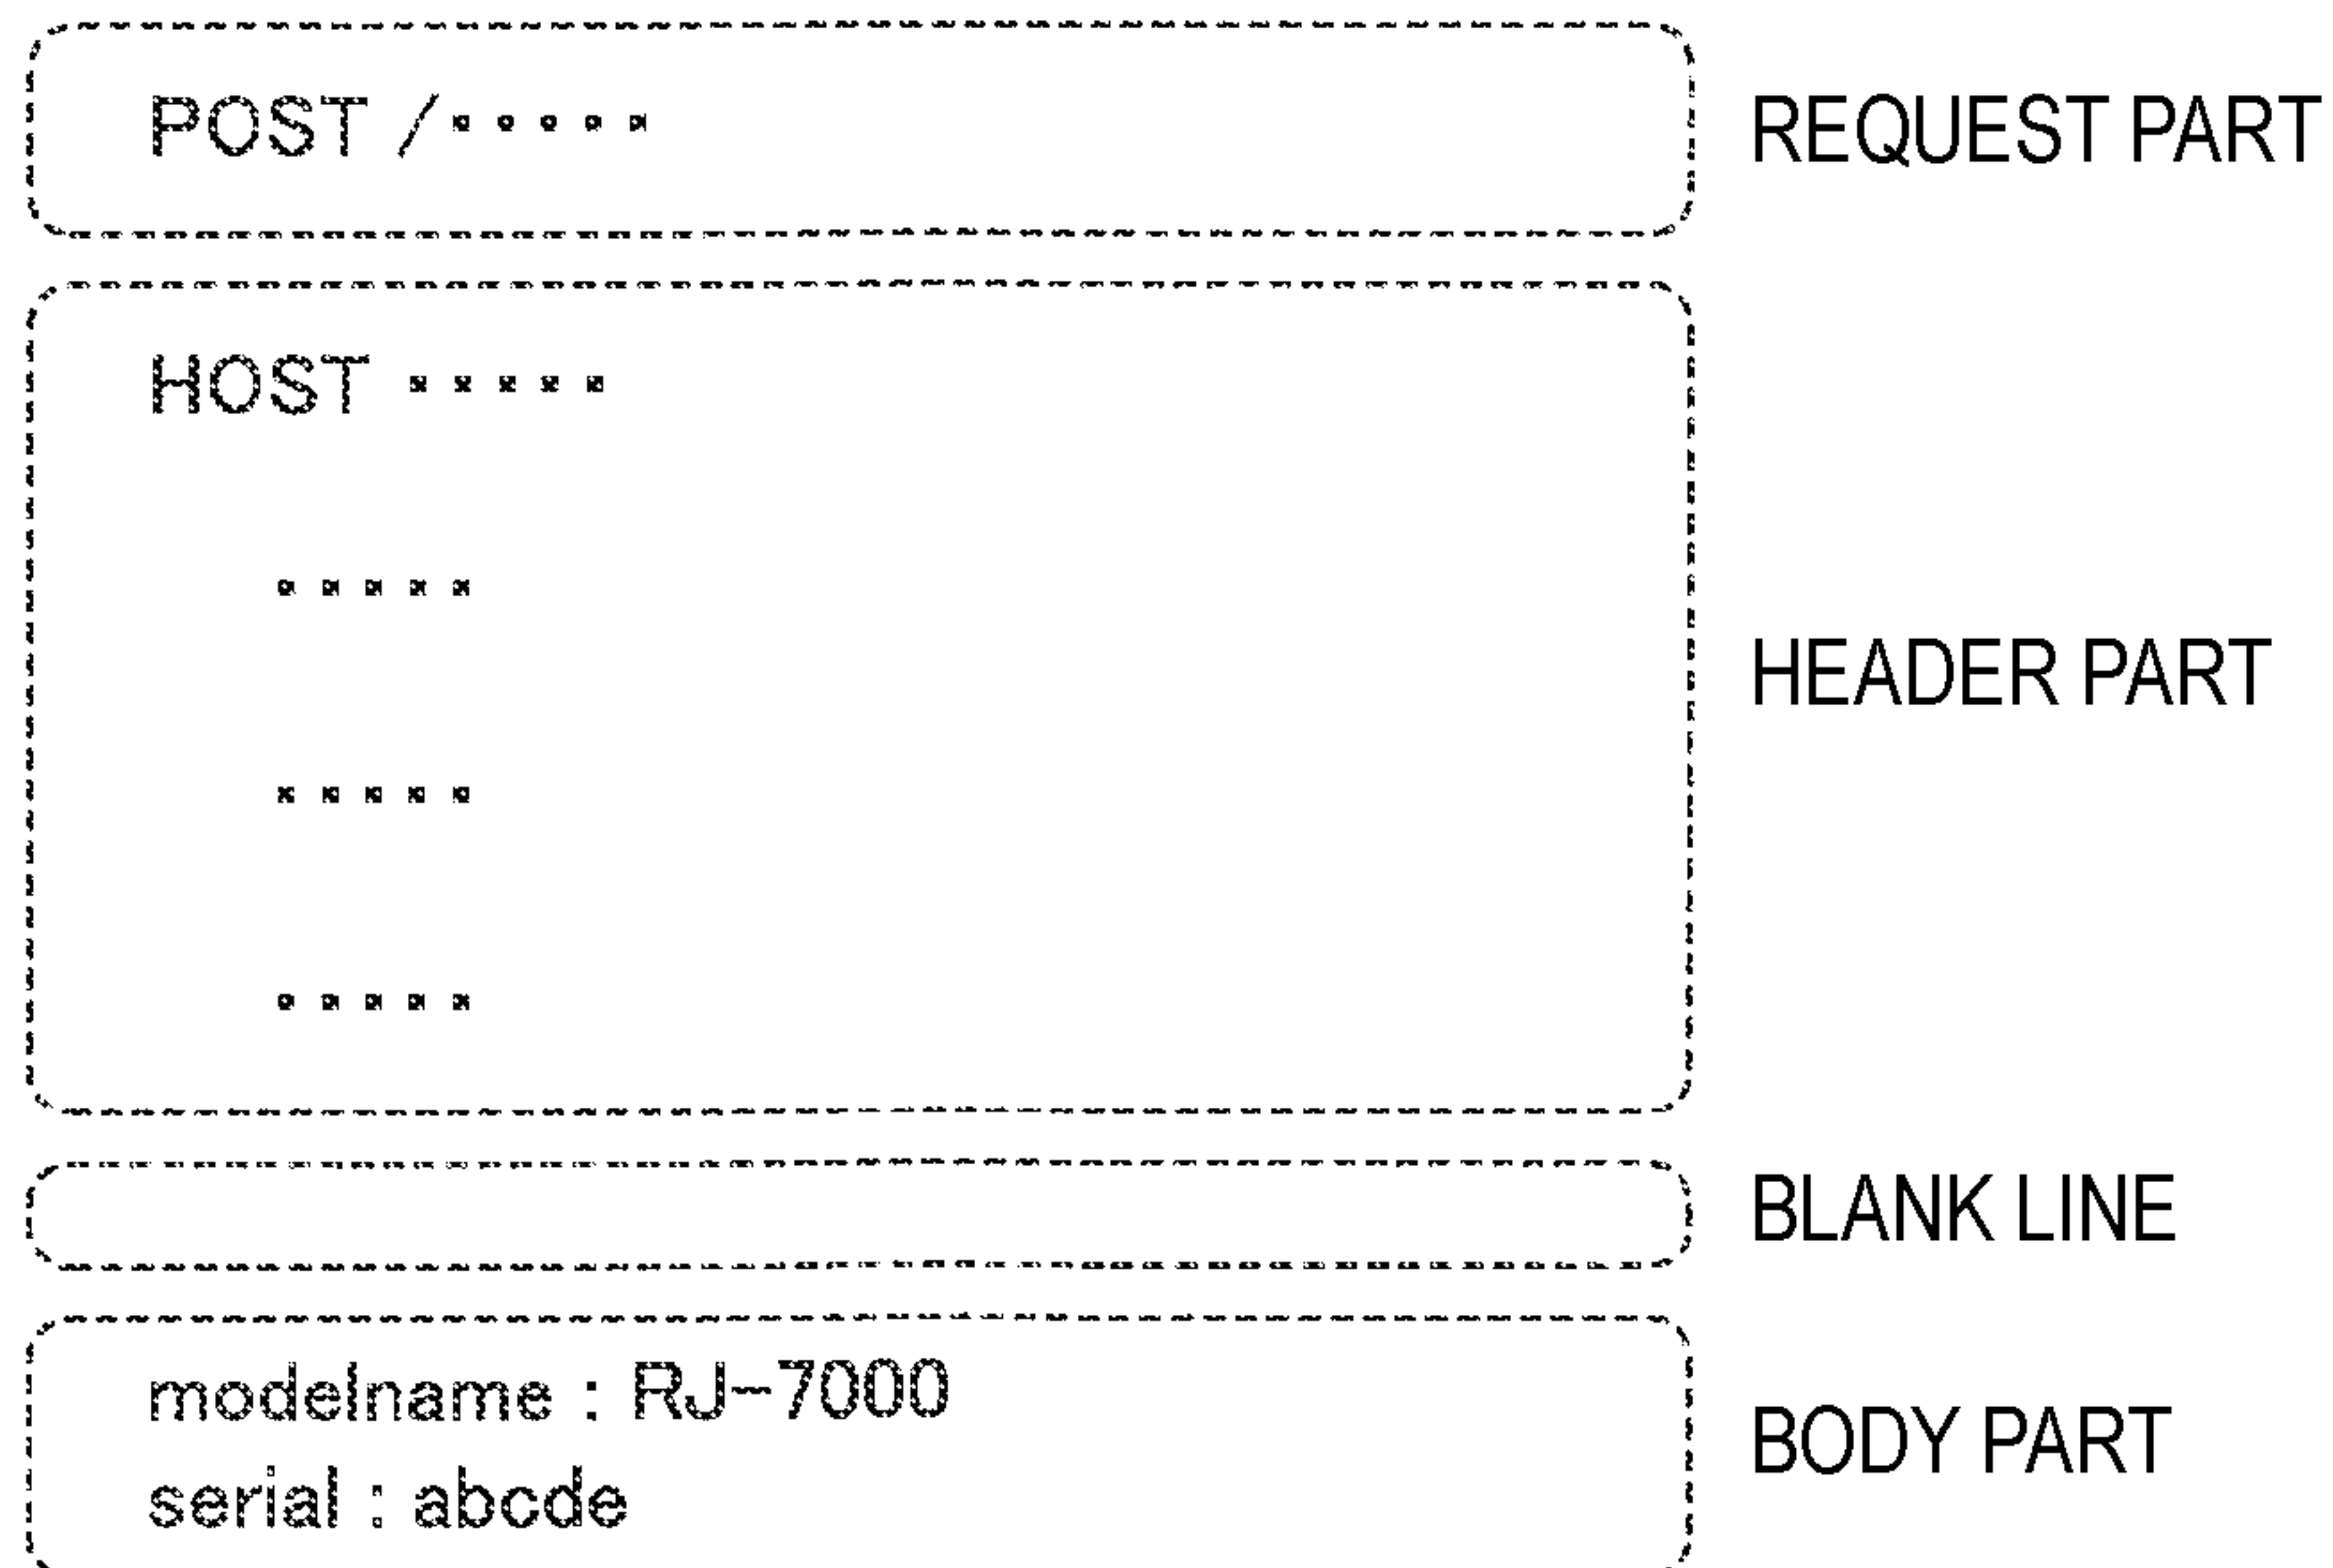 POST /･････
REQUEST PART
HOST ･････
･････
HEADER PART
･････
･････
BLANK LINE
modelname : RJ-7000
BODY PART
serial : abcde